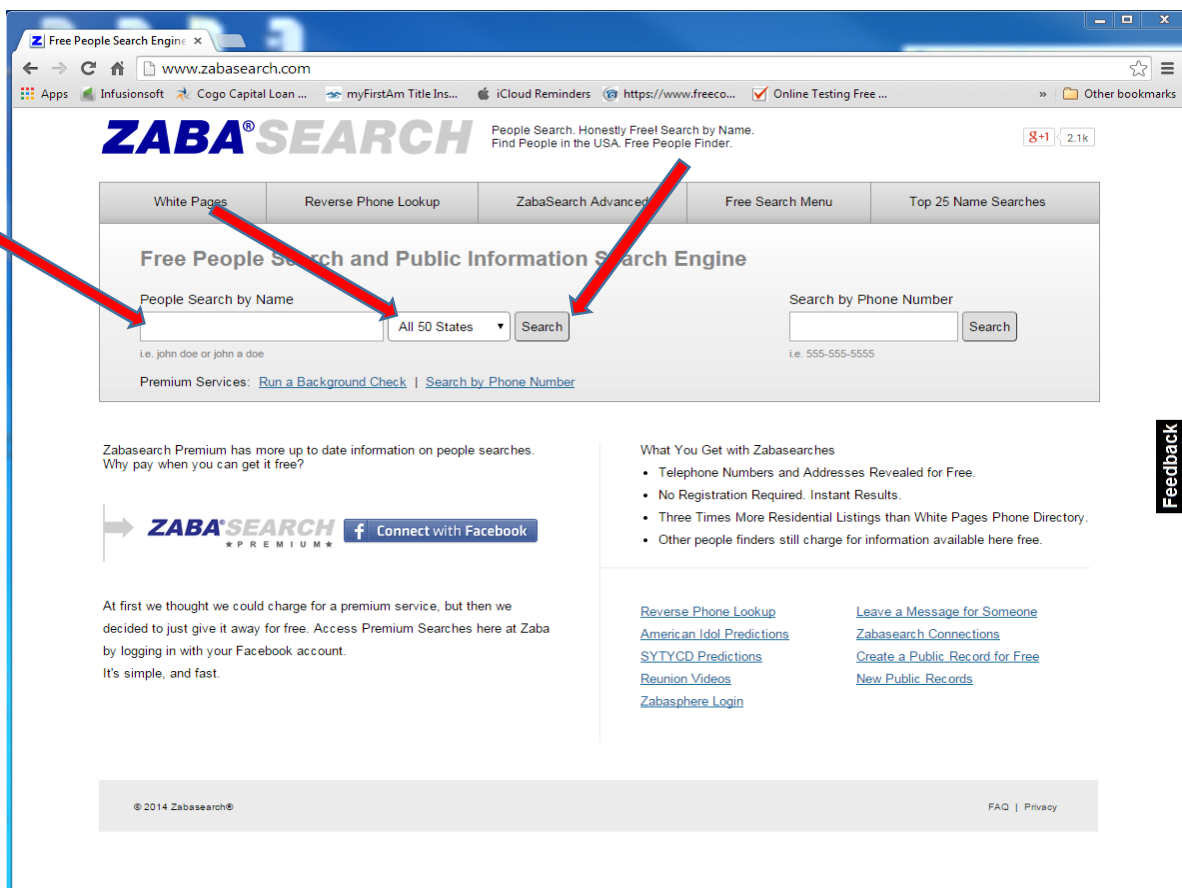 Free People Search Engine
www.zabasearch.com
Apps Infusionsoft Cogo Capital Loan ... myFirstAm Title Ins... iCloud Reminders https://www.freeco... Online Testing Free ... » Other bookmarks
ZABA®SEARCH
People Search. Honestly Free! Search by Name.
Find People in the USA. Free People Finder.
g+1 2.1k
White Pages Reverse Phone Lookup ZabaSearch Advanced Free Search Menu Top 25 Name Searches
Free People Search and Public Information Search Engine
People Search by Name
All 50 States Search
i.e. john doe or john a doe
Search by Phone Number
Search
i.e. 555-555-5555
Premium Services: Run a Background Check | Search by Phone Number
Feedback
Zabasearch Premium has more up to date information on people searches.
Why pay when you can get it free?
ZABA®SEARCH
★PREMIUM★
f Connect with Facebook
At first we thought we could charge for a premium service, but then we
decided to just give it away for free. Access Premium Searches here at Zaba
by logging in with your Facebook account.
It's simple, and fast.
What You Get with Zabasearches
• Telephone Numbers and Addresses Revealed for Free.
• No Registration Required. Instant Results.
• Three Times More Residential Listings than White Pages Phone Directory.
• Other people finders still charge for information available here free.
Reverse Phone Lookup
American Idol Predictions
SYTYCD Predictions
Reunion Videos
Zabasphere Login
Leave a Message for Someone
Zabasearch Connections
Create a Public Record for Free
New Public Records
© 2014 Zabasearch®
FAQ | Privacy